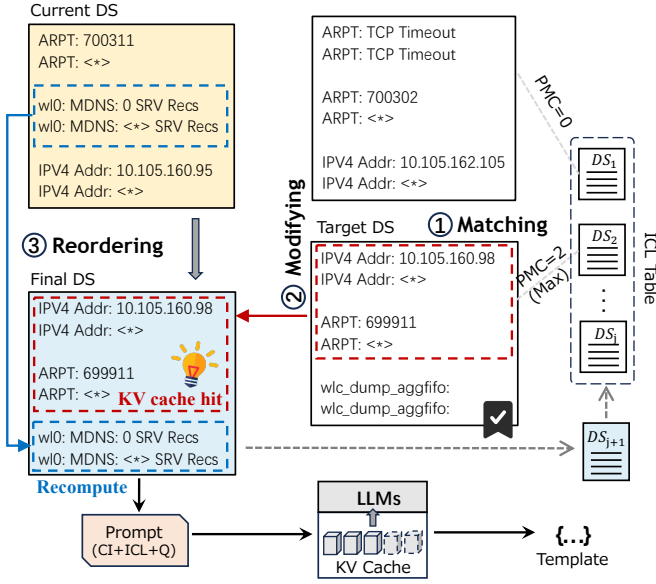 Current DS
ARPT: 700311
ARPT: <*>
wl0: MDNS: 0 SRV Recs
wl0: MDNS: <*> SRV Recs
IPV4 Addr: 10.105.160.95
IPV4 Addr: <*>
ARPT: TCP Timeout
ARPT: TCP Timeout
ARPT: 700302
ARPT: <*>
IPV4 Addr: 10.105.162.105
IPV4 Addr: <*>
PMC=0
DS1
DS2
⋮
DSj
ICL Table
PMC=2
(Max)
① Matching
② Modifying
③ Reordering
Target DS
IPV4 Addr: 10.105.160.98
IPV4 Addr: <*>
ARPT: 699911
ARPT: <*>
wlc_dump_aggfifo:
wlc_dump_aggfifo:
Final DS
IPV4 Addr: 10.105.160.98
IPV4 Addr: <*>
ARPT: 699911
ARPT: <*>
KV cache hit
wl0: MDNS: 0 SRV Recs
wl0: MDNS: <*> SRV Recs
Recompute
DSj+1
Prompt
(CI+ICL+Q)
LLMs
KV Cache
{...}
Template